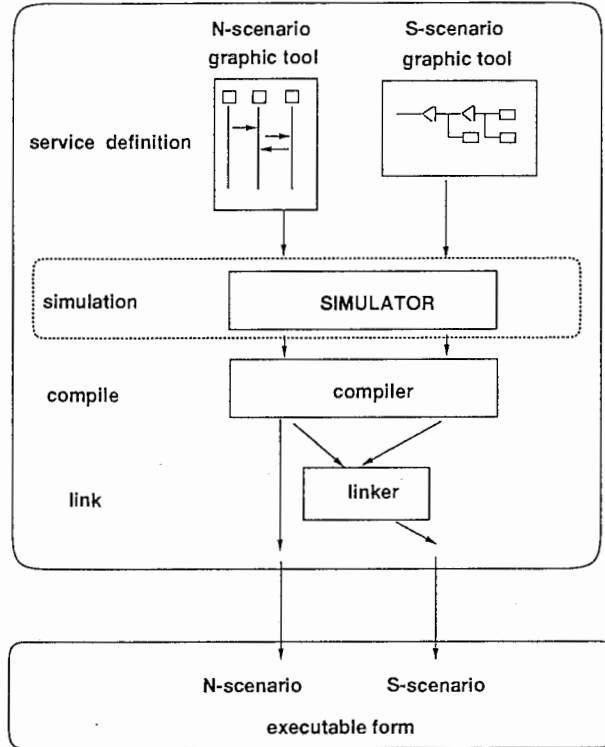 N-scenario
graphic tool
S-scenario
graphic tool
service definition
simulation
SIMULATOR
compile
compiler
link
linker
N-scenario
S-scenario
executable form